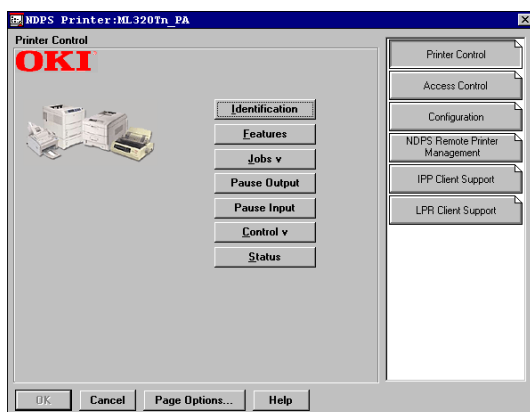 NDPS Printer:ML320Tn_PA
Printer Control
OKI
Identification
Features
Jobs v
Pause Output
Pause Input
Control v
Status
Printer Control
Access Control
Configuration
NDPS Remote Printer
Management
IPP Client Support
LPR Client Support
OK
Cancel
Page Options...
Help